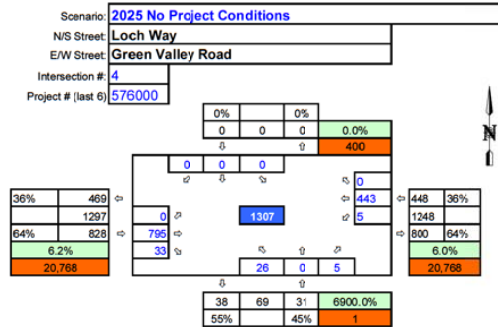 Scenario: 2025 No Project Conditions
N/S Street: Loch Way
E/W Street: Green Valley Road
Intersection #: 4
Project # (last 6) 576000
0% 0%
0 0 0 0.0%
400
N
0 0 0
0
36% 469 443 448 36%
1297 0 1307 5 1248
64% 828 795 800 64%
6.2% 33 6.0%
20,768 26 0 5 20,768
38 69 31 6900.0%
55% 45% 1